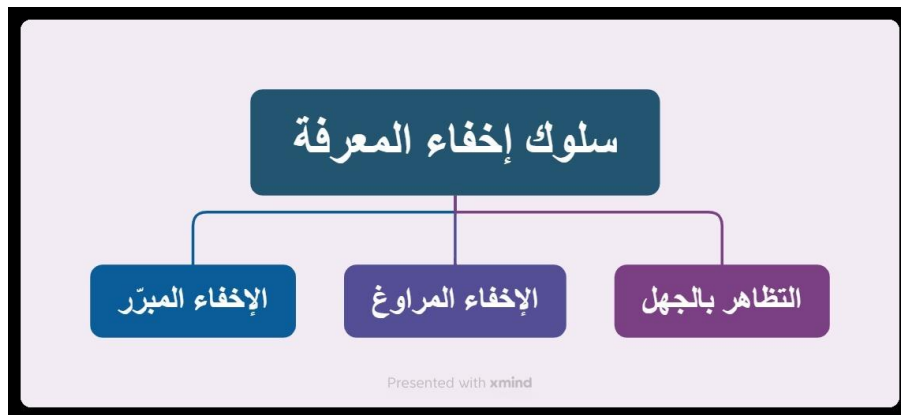 سلوك إخفاء المعرفة
التظاهر بالجهل
الإخفاء المراوغ
الإخفاء المبرّر
Presented with xmind